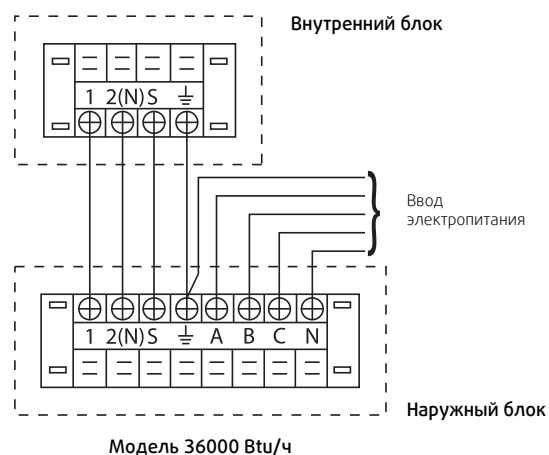 Внутренний блок
1 2(N) S ⏚
Ввод
электропитания
1 2(N) S ⏚ A B C N
Наружный блок
Модель 36000 Btu/ч